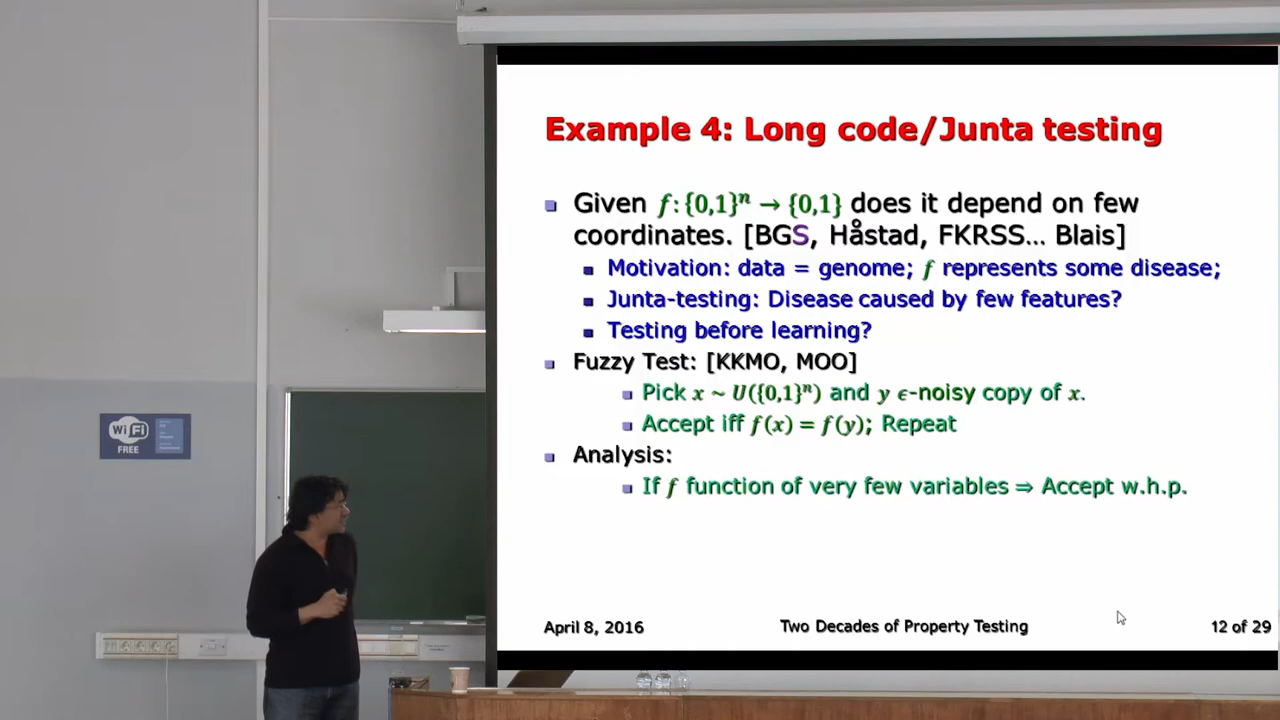 Example 4: Long code/Junta testing
Given f: {0,1}ⁿ → {0,1} does it depend on few
coordinates. [BGS, Håstad, FKRSS… Blais]
Motivation: data = genome; f represents some disease;
Junta-testing: Disease caused by few features?
Testing before learning?
Fuzzy Test: [KKMO, MOO]
Pick x ~ U({0,1}ⁿ) and y ϵ-noisy copy of x.
Accept iff f(x) = f(y); Repeat
Analysis:
If f function of very few variables ⇒ Accept w.h.p.
April 8, 2016
Two Decades of Property Testing
12 of 29
WiFi
FREE